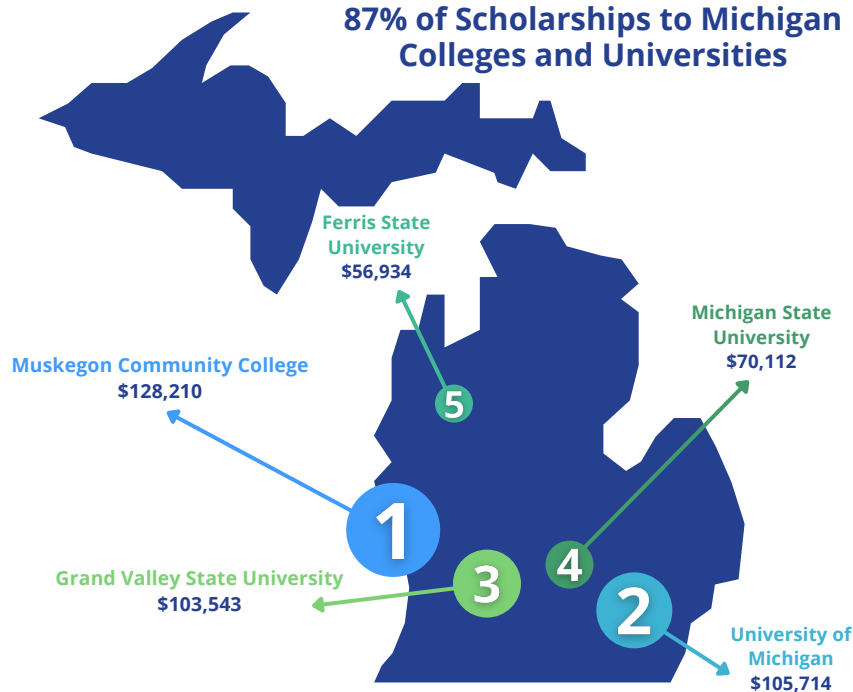 87% of Scholarships to Michigan
Colleges and Universities
Ferris State
University
$56,934
Michigan State
University
$70,112
Muskegon Community College
$128,210
5
1
4
3
Grand Valley State University
$103,543
2
University of
Michigan
$105,714